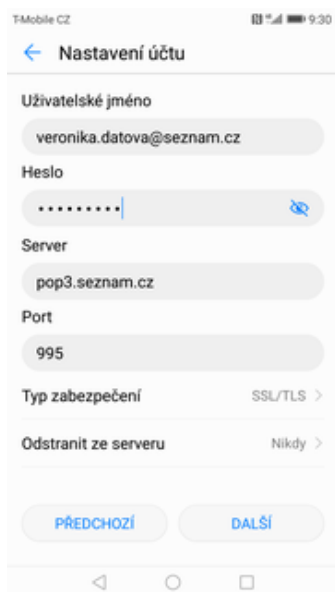 T-Mobile CZ 9:30
Nastavení účtu
Uživatelské jméno
veronika.datova@seznam.cz
Heslo
•••••••••
Server
pop3.seznam.cz
Port
995
Typ zabezpečení SSL/TLS
Odstranit ze serveru Nikdy
PŘEDCHOZÍ DALŠÍ